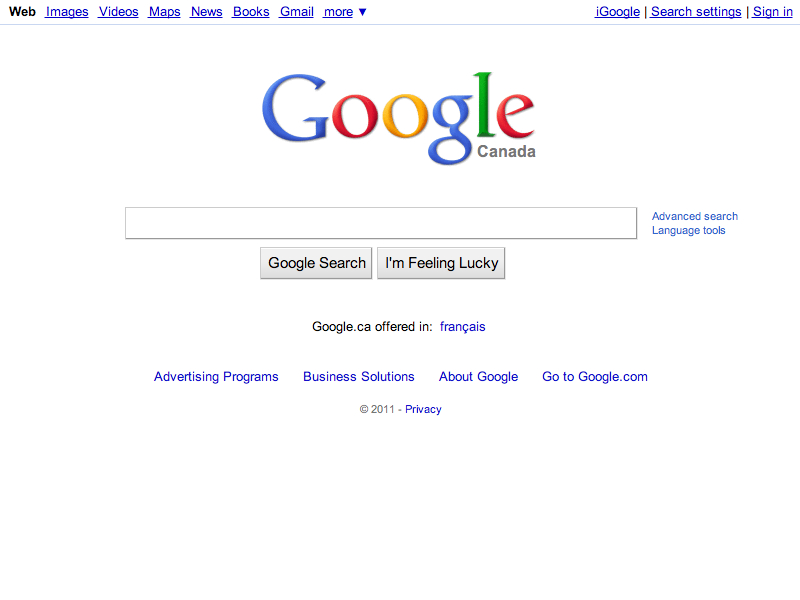 Web Images Videos Maps News Books Gmail more ▼ iGoogle | Search settings | Sign in
Google
Canada
Advanced search
Language tools
Google Search I'm Feeling Lucky
Google.ca offered in: français
Advertising Programs Business Solutions About Google Go to Google.com
© 2011 - Privacy